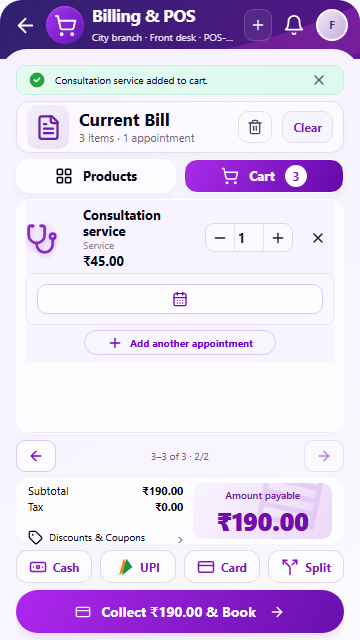 Billing & POS
City branch · Front desk · POS-...
F
Consultation service added to cart.
Current Bill
3 items · 1 appointment
Clear
Products
Cart 3
Consultation
service
Service
₹45.00
1
Add another appointment
3–3 of 3 · 2/2
Subtotal ₹190.00
Tax ₹0.00
Discounts & Coupons
Amount payable
₹190.00
Cash
UPI
Card
Split
Collect ₹190.00 & Book